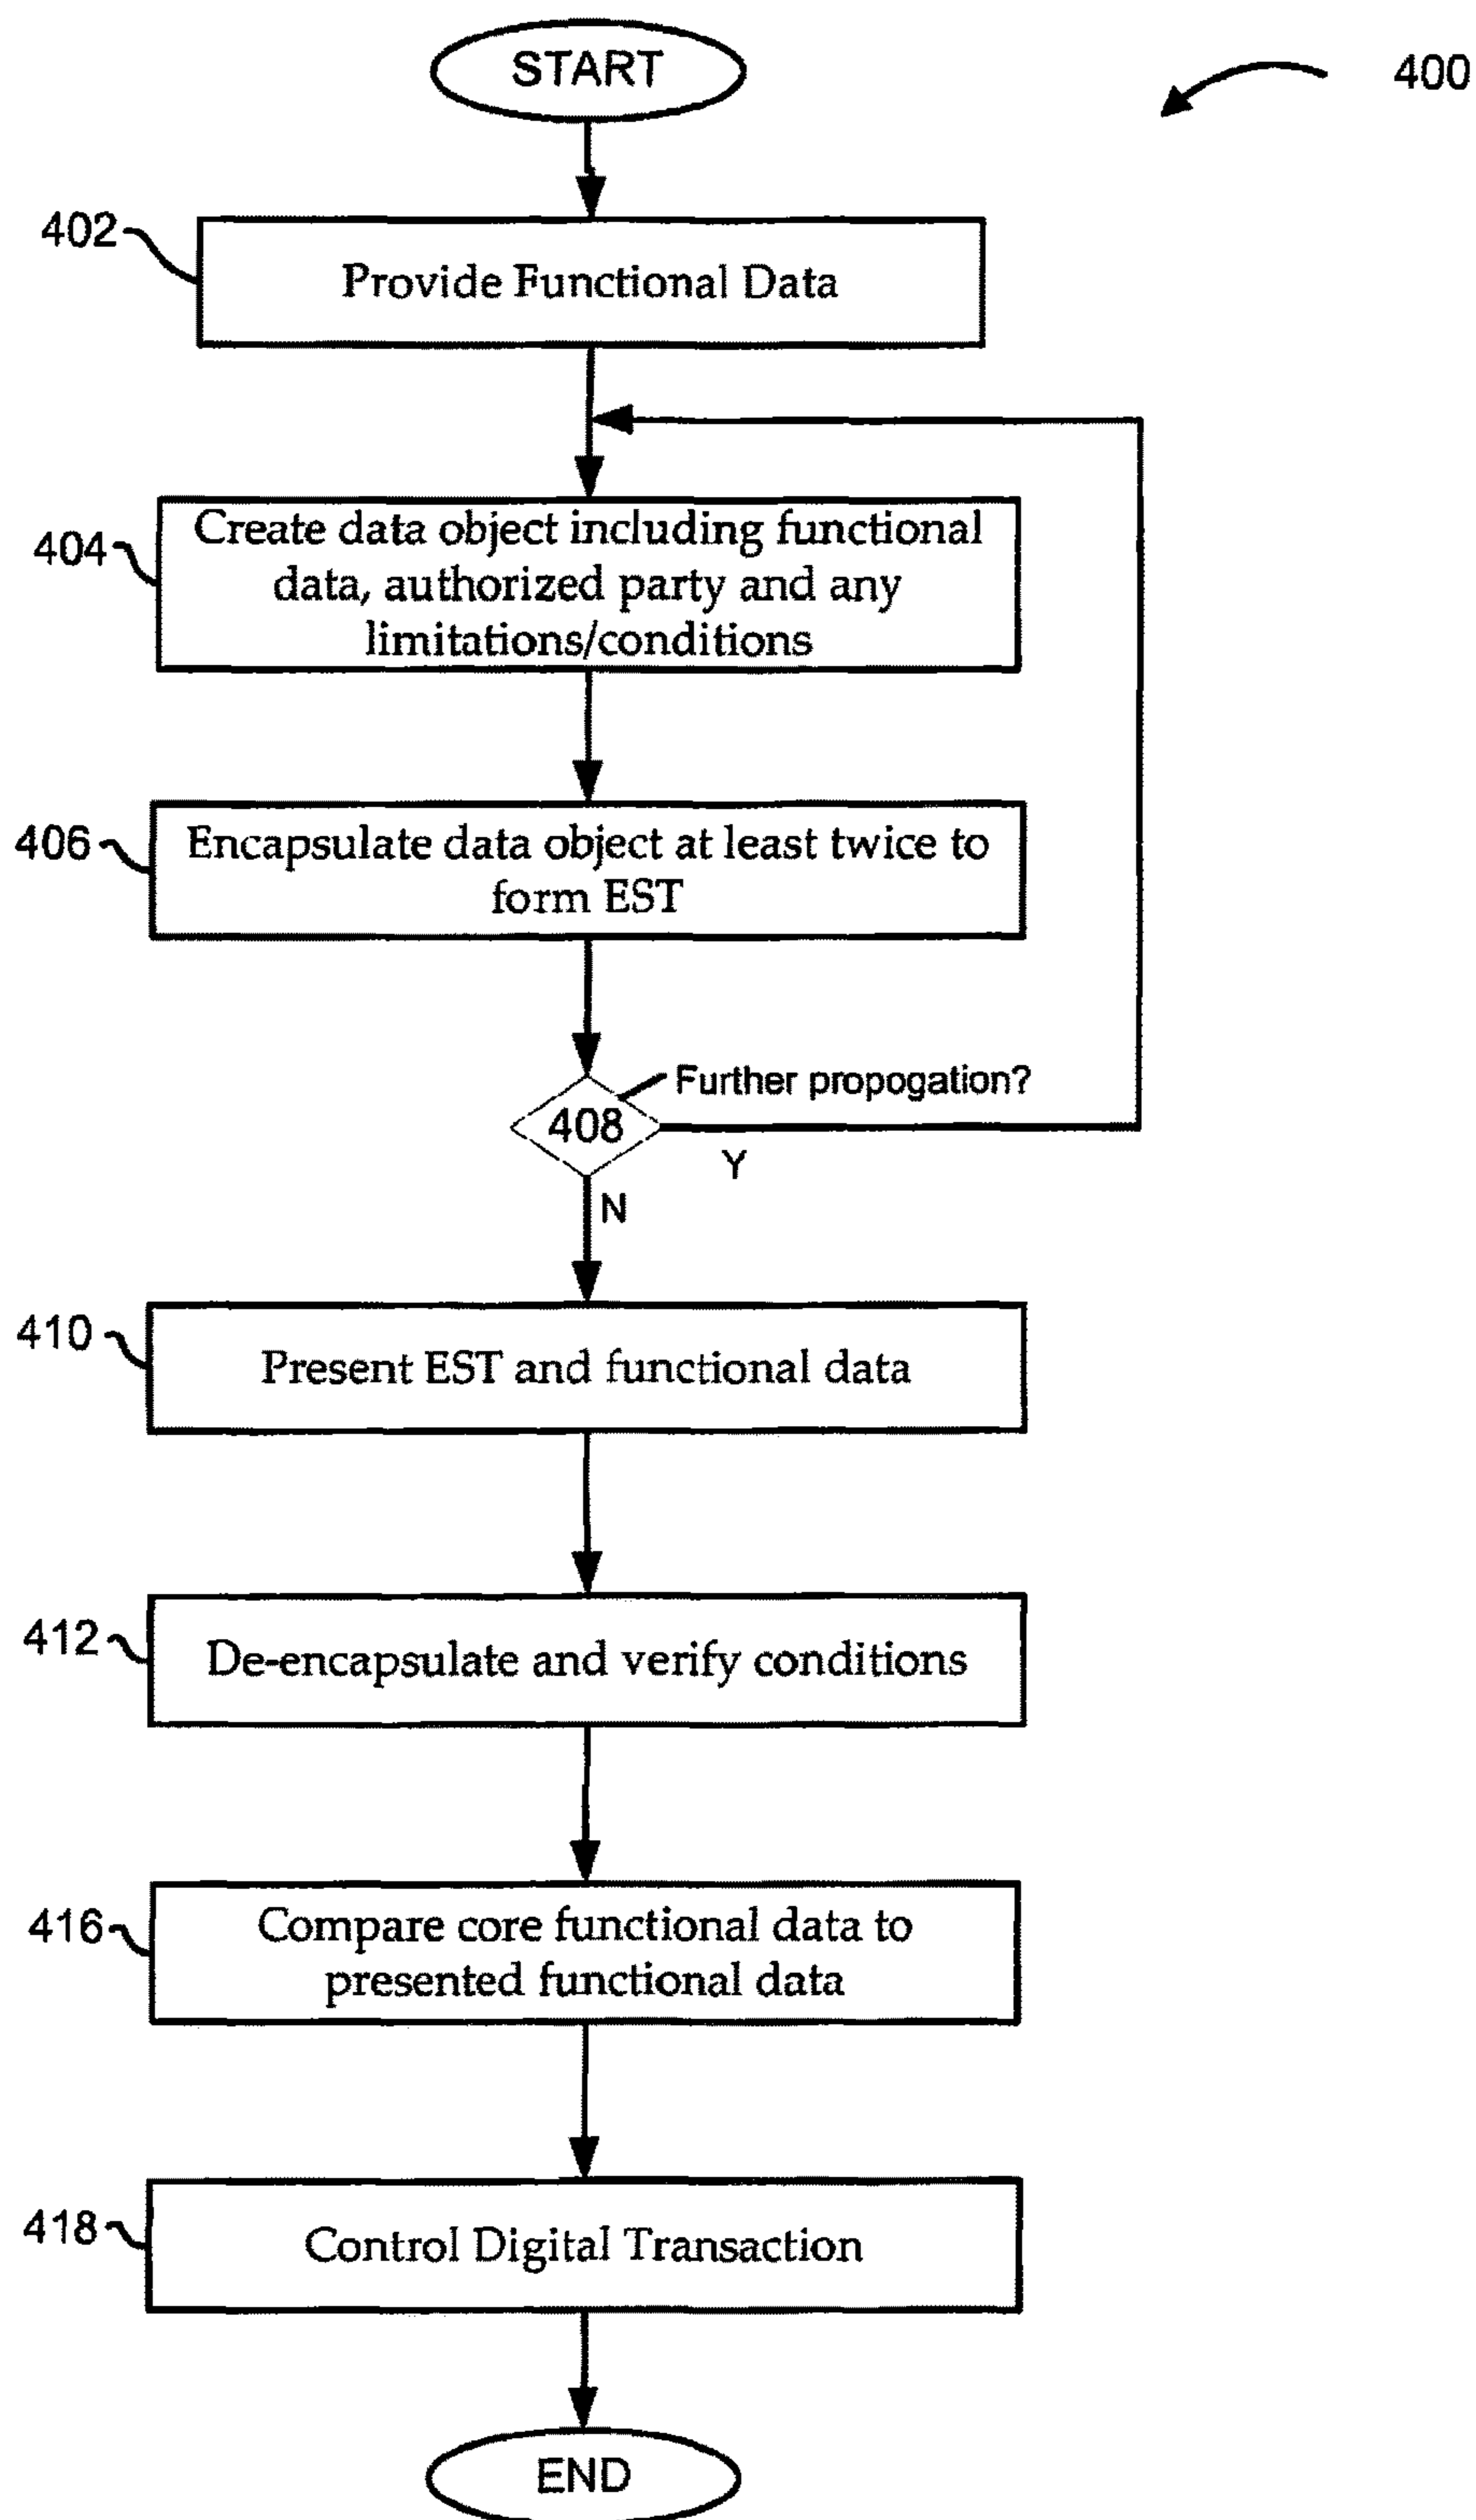 START
400
402
Provide Functional Data
404
Create data object including functional
data, authorized party and any
limitations/conditions
406
Encapsulate data object at least twice to
form EST
Further propogation?
408
Y
N
410
Present EST and functional data
412
De-encapsulate and verify conditions
416
Compare core functional data to
presented functional data
418
Control Digital Transaction
END